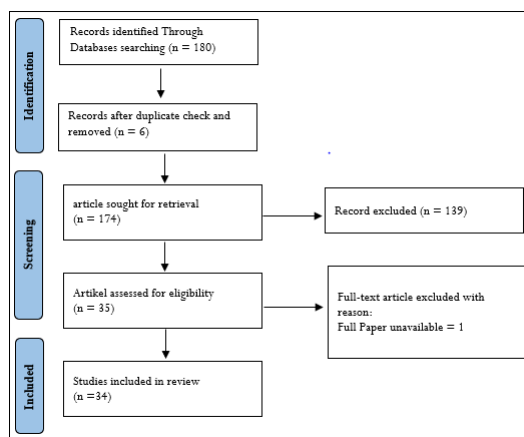 Identification
Records identified Through
Databases searching (n = 180)
Records after duplicate check and
removed (n = 6)
Screening
article sought for retrieval
(n = 174)
Record excluded (n = 139)
Artikel assessed for eligibility
(n = 35)
Full-text article excluded with
reason:
Full Paper unavailable = 1
Included
Studies included in review
(n =34)